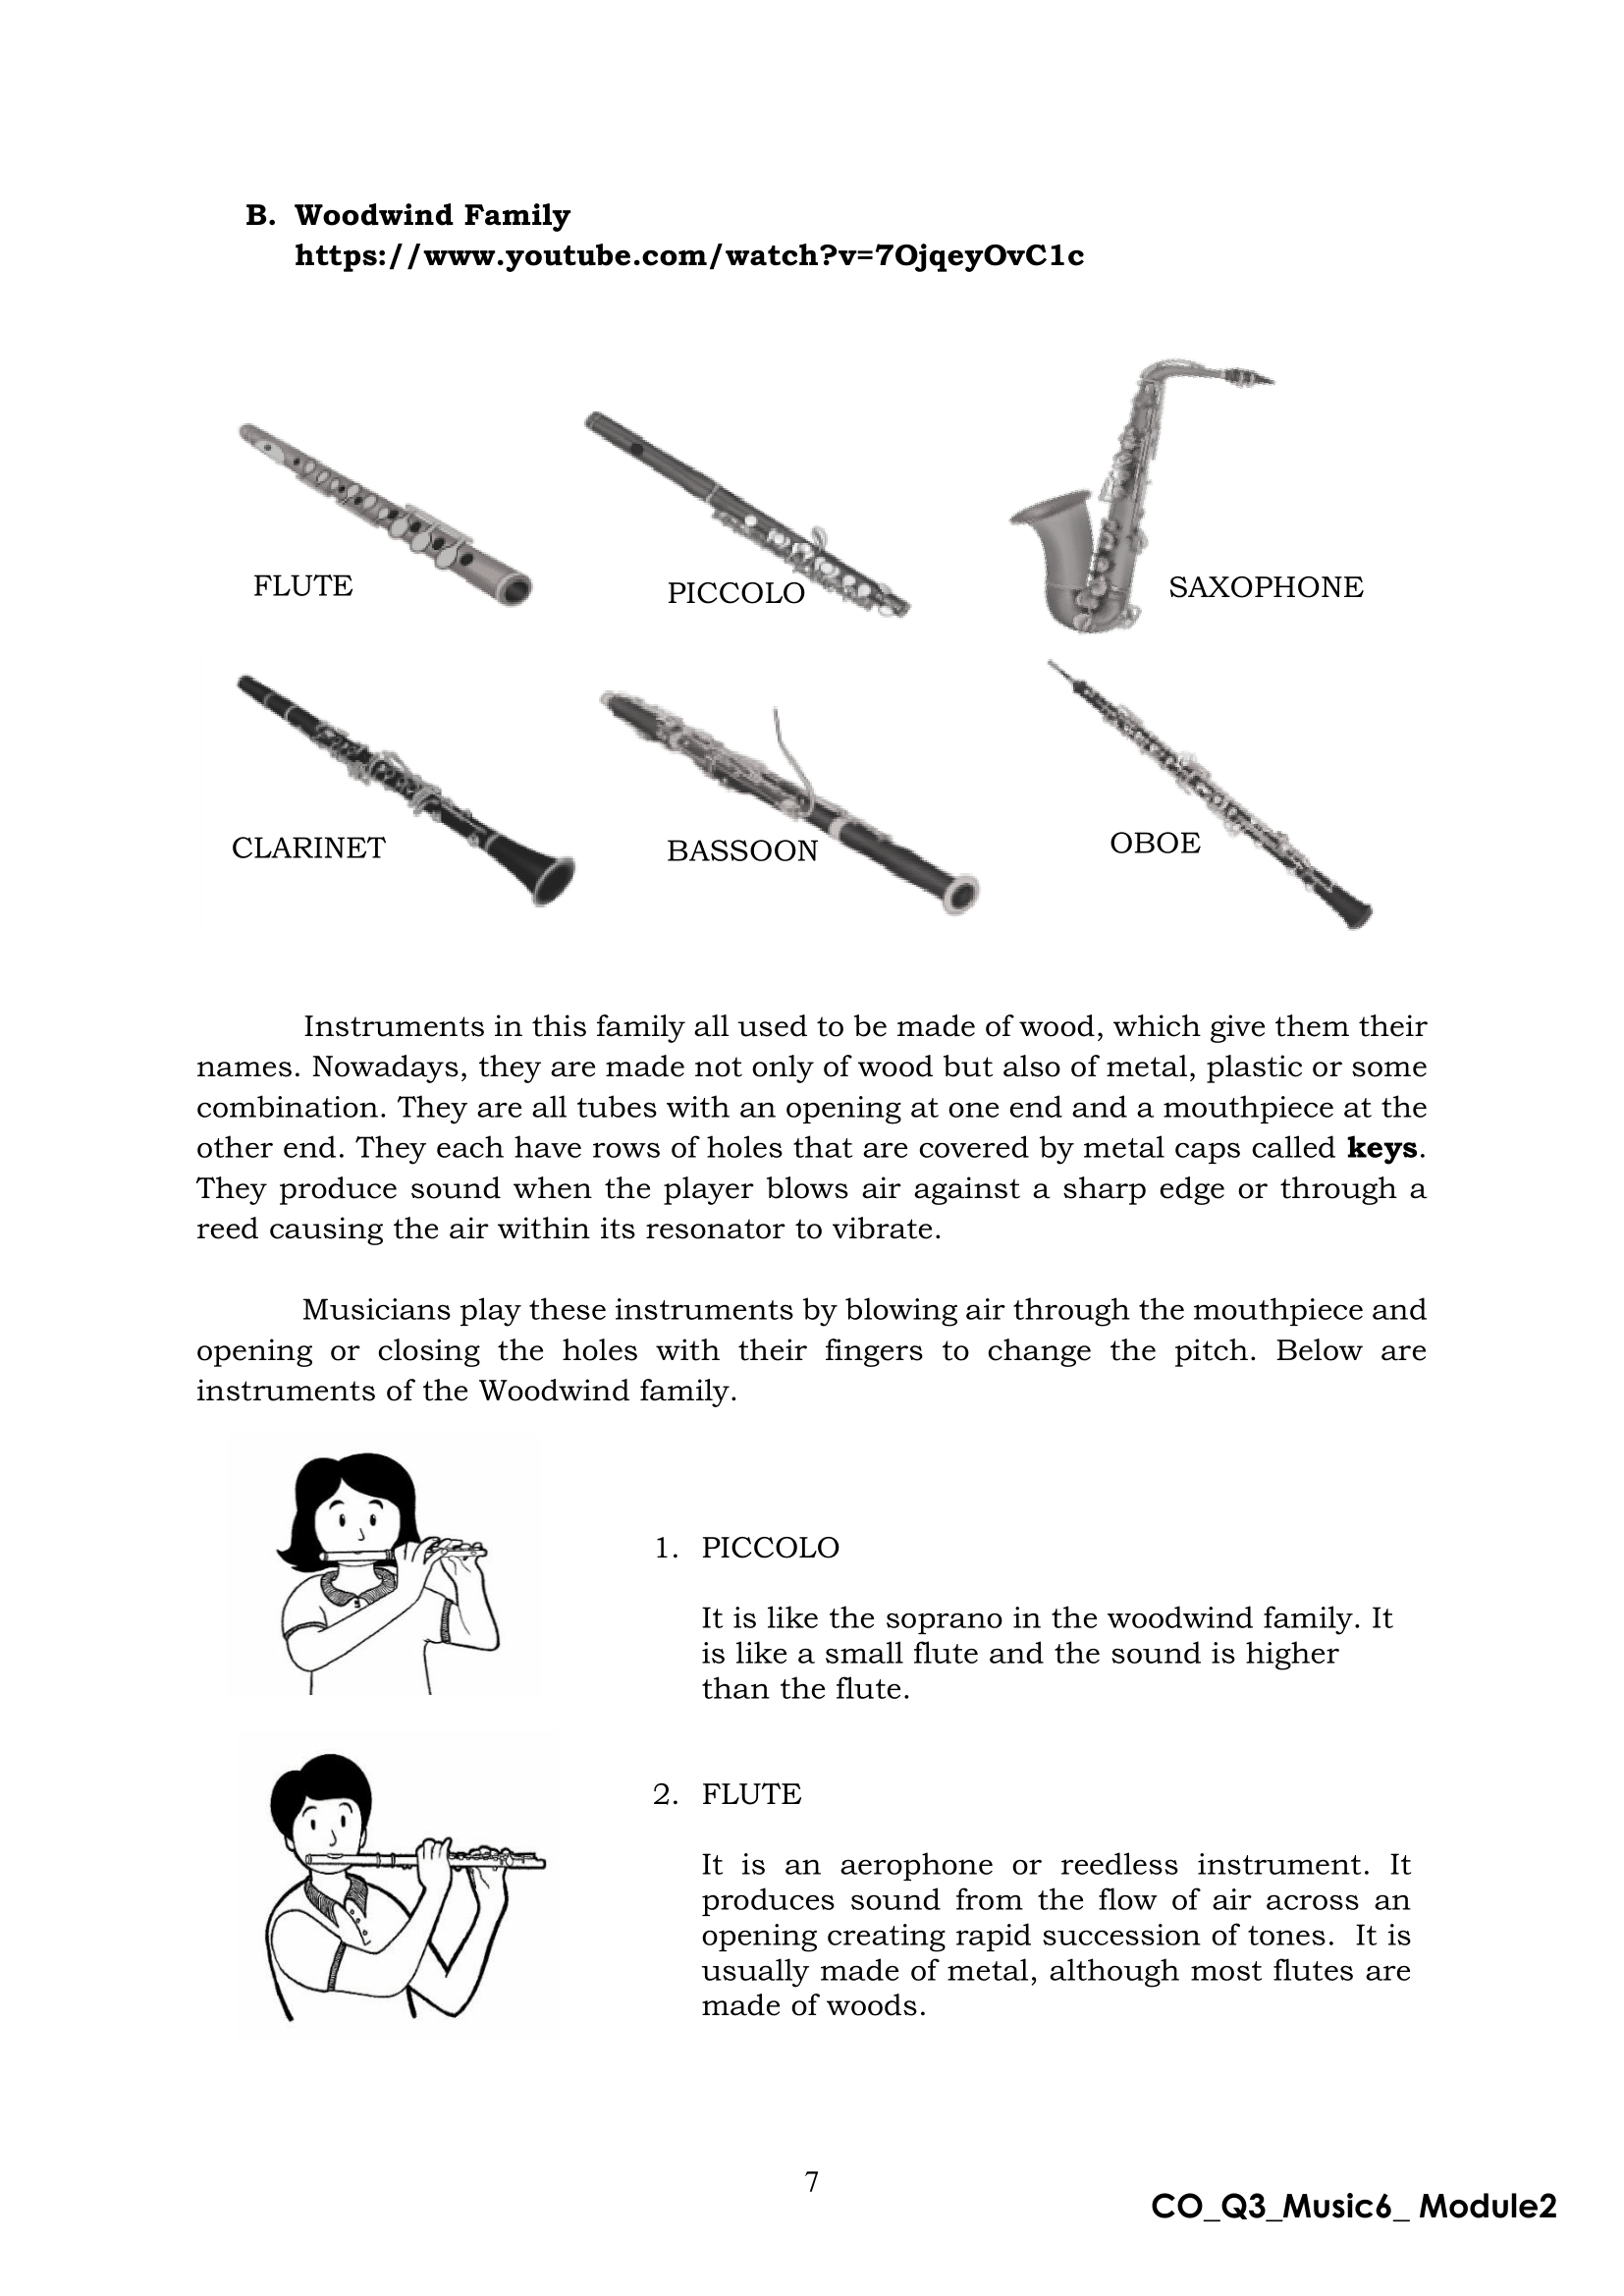 B. Woodwind Family
https://www.youtube.com/watch?v=7OjqeyOvC1c
FLUTE
PICCOLO
SAXOPHONE
CLARINET
BASSOON
OBOE
Instruments in this family all used to be made of wood, which give them their
names. Nowadays, they are made not only of wood but also of metal, plastic or some
combination. They are all tubes with an opening at one end and a mouthpiece at the
other end. They each have rows of holes that are covered by metal caps called keys.
They produce sound when the player blows air against a sharp edge or through a
reed causing the air within its resonator to vibrate.
Musicians play these instruments by blowing air through the mouthpiece and
opening or closing the holes with their fingers to change the pitch. Below are
instruments of the Woodwind family.
1. PICCOLO
It is like the soprano in the woodwind family. It
is like a small flute and the sound is higher
than the flute.
2. FLUTE
It is an aerophone or reedless instrument. It
produces sound from the flow of air across an
opening creating rapid succession of tones. It is
usually made of metal, although most flutes are
made of woods.
7
CO_Q3_Music6_ Module2